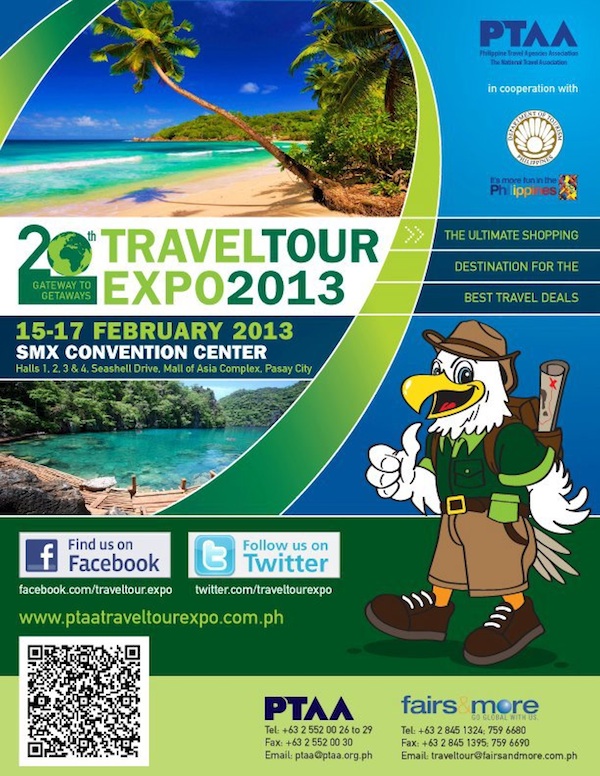 PTAA
Philippine Travel Agencies Association
The National Travel Association
in cooperation with
DEPARTMENT OF TOURISM
PHILIPPINES
It's more fun in the
Philippines
20th
GATEWAY TO
GETAWAYS
TRAVELTOUR
EXPO2013
THE ULTIMATE SHOPPING
DESTINATION FOR THE
BEST TRAVEL DEALS
15-17 FEBRUARY 2013
SMX CONVENTION CENTER
Halls 1, 2, 3 & 4, Seashell Drive, Mall of Asia Complex, Pasay City
Find us on
Facebook
Follow us on
Twitter
facebook.com/traveltour.expo
twitter.com/traveltourexpo
www.ptaatraveltourexpo.com.ph
PTAA
Tel: +63 2 552 00 26 to 29
Fax: +63 2 552 00 30
Email: ptaa@ptaa.org.ph
fairs&more
GO GLOBAL WITH US.
Tel: +63 2 845 1324; 759 6680
Fax: +63 2 845 1395; 759 6690
Email: traveltour@fairsandmore.com.ph